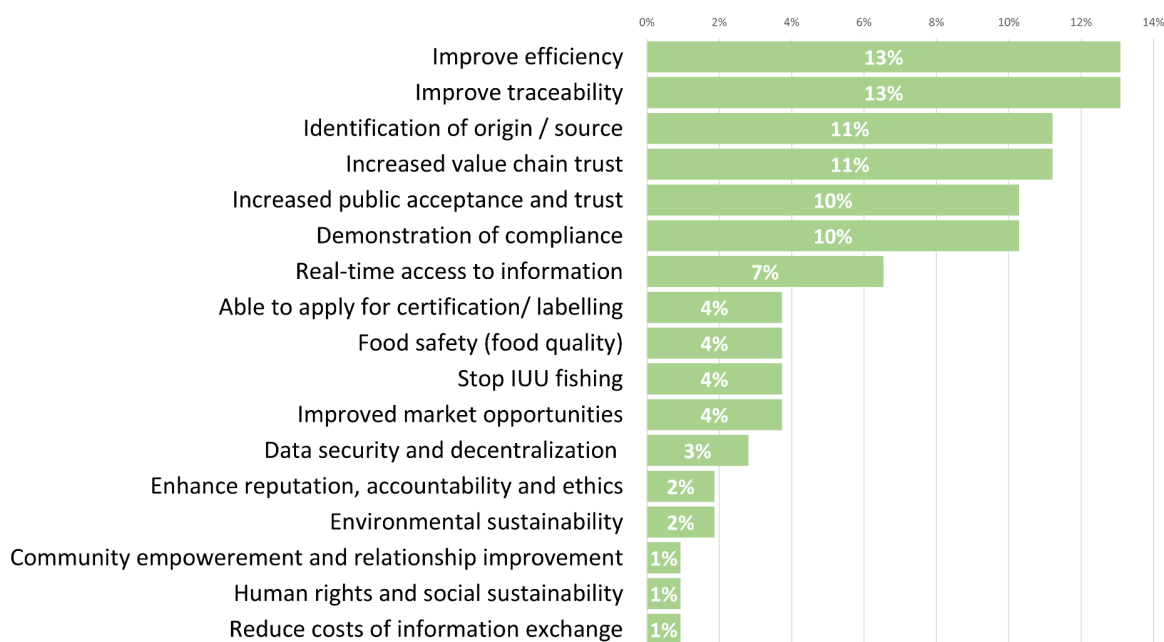 0% 2% 4% 6% 8% 10% 12% 14%
Improve efficiency 13%
Improve traceability 13%
Identification of origin / source 11%
Increased value chain trust 11%
Increased public acceptance and trust 10%
Demonstration of compliance 10%
Real-time access to information 7%
Able to apply for certification/ labelling 4%
Food safety (food quality) 4%
Stop IUU fishing 4%
Improved market opportunities 4%
Data security and decentralization 3%
Enhance reputation, accountability and ethics 2%
Environmental sustainability 2%
Community empowerement and relationship improvement 1%
Human rights and social sustainability 1%
Reduce costs of information exchange 1%